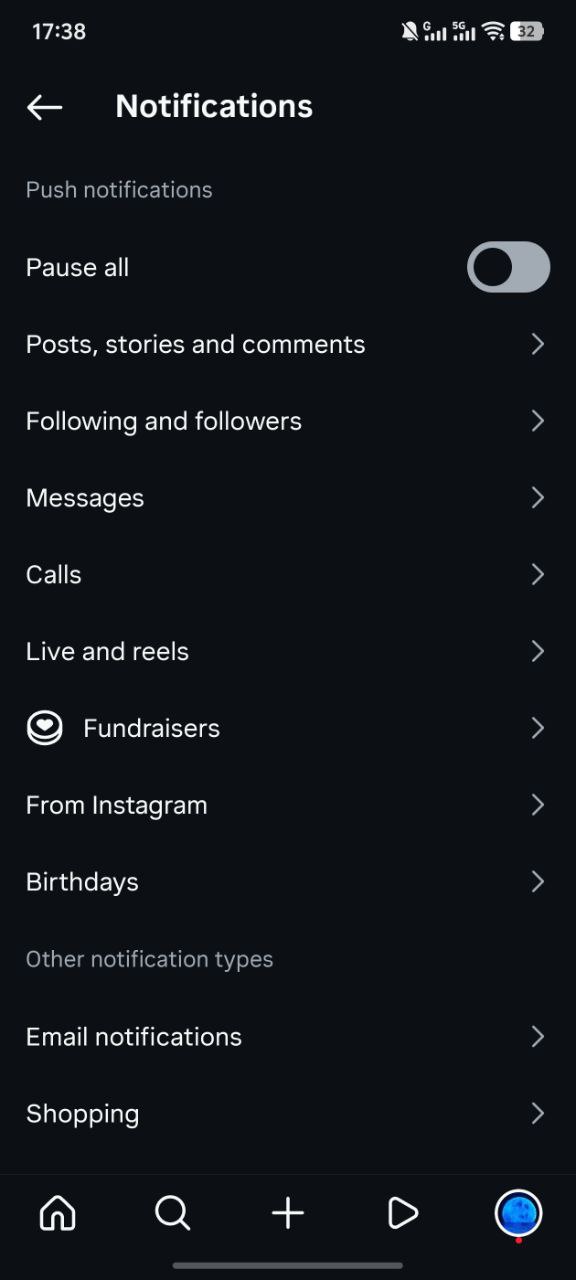 17:38
G
5G
32
Notifications
Push notifications
Pause all
Posts, stories and comments
Following and followers
Messages
Calls
Live and reels
Fundraisers
From Instagram
Birthdays
Other notification types
Email notifications
Shopping